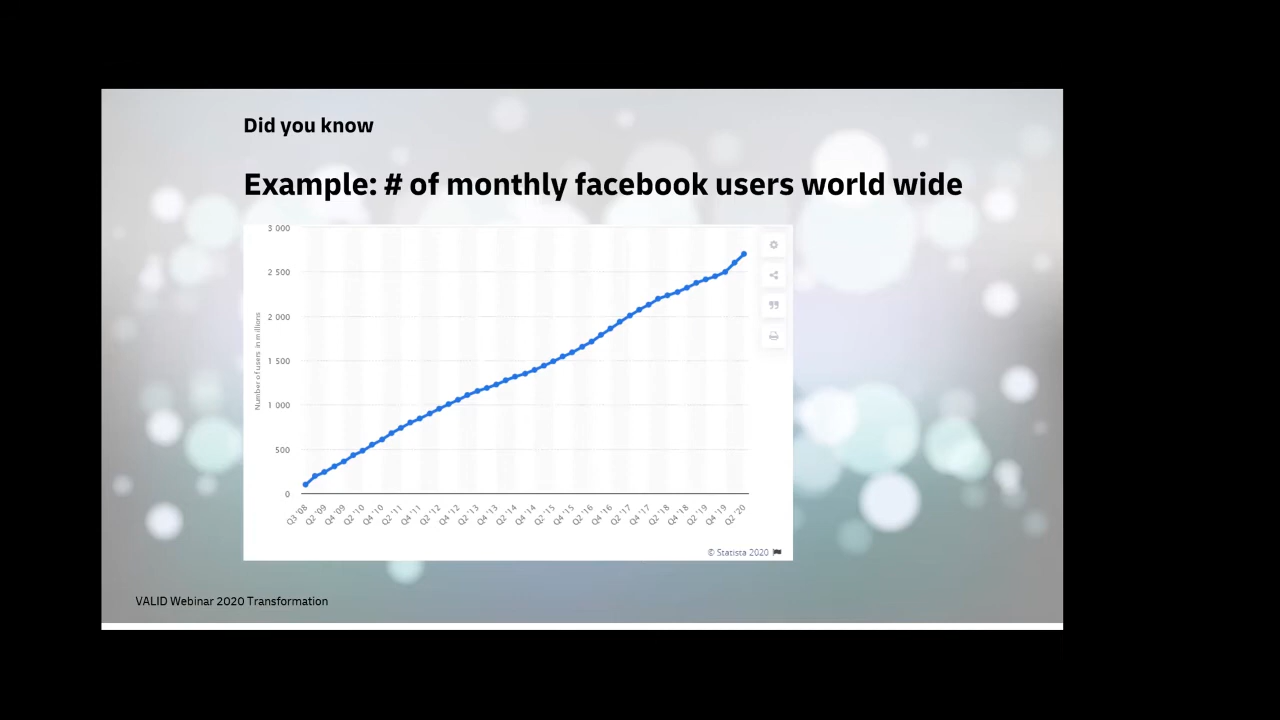 Did you know
Example: # of monthly facebook users world wide
3 000
2 500
2 000
1 500
1 000
500
0
Number of users in millions
Q3 '08
Q2 '09
Q4 '09
Q2 '10
Q4 '10
Q2 '11
Q4 '11
Q2 '12
Q4 '12
Q2 '13
Q4 '13
Q2 '14
Q4 '14
Q2 '15
Q4 '15
Q2 '16
Q4 '16
Q2 '17
Q4 '17
Q2 '18
Q4 '18
Q2 '19
Q4 '19
Q2 '20
© Statista 2020
VALID Webinar 2020 Transformation